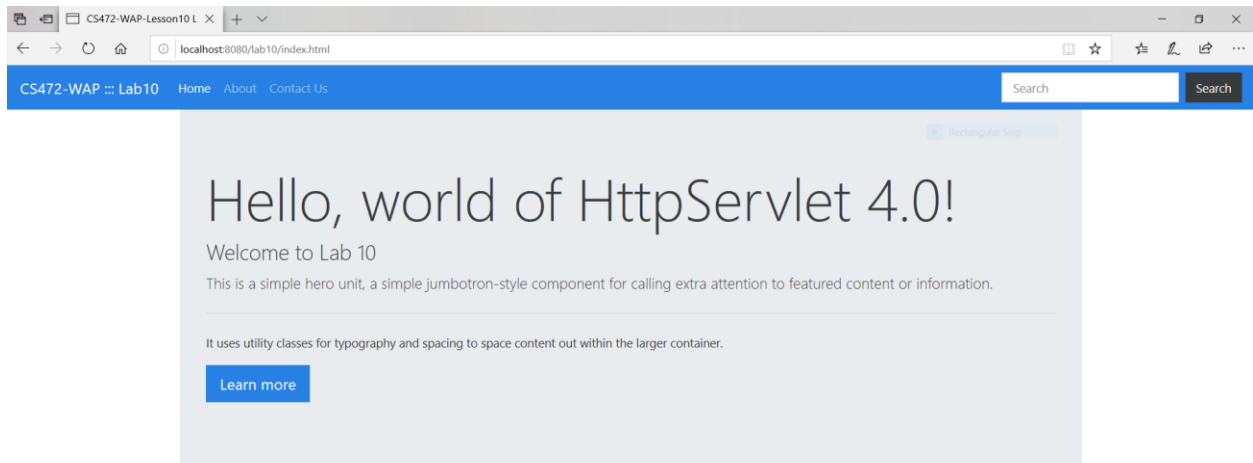 CS472-WAP-Lesson10 L
localhost:8080/lab10/index.html
CS472-WAP ::: Lab10 Home About Contact Us Search Search
Rectangular Snip
Hello, world of HttpServlet 4.0!
Welcome to Lab 10
This is a simple hero unit, a simple jumbotron-style component for calling extra attention to featured content or information.
It uses utility classes for typography and spacing to space content out within the larger container.
Learn more